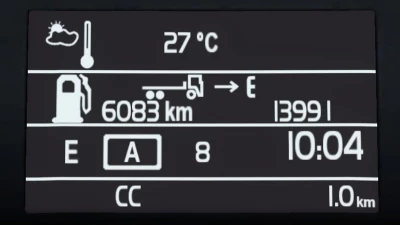 27 °C
→ E
6083 km 13991
E A 8 10:04
CC 1.0 km